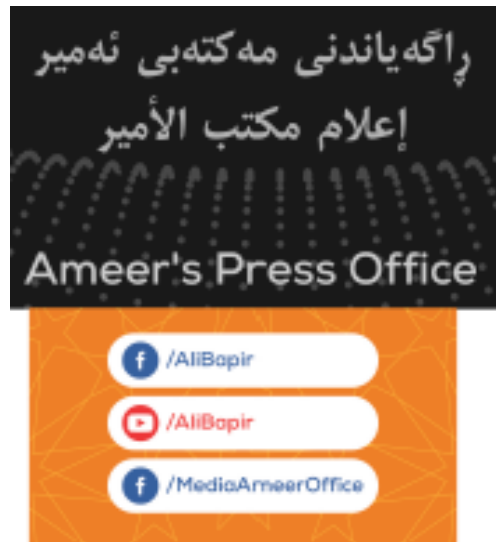 ڕاگەیاندنی مەکتەبی ئەمیر
إعلام مكتب الأمير
Ameer's Press Office
/AliBapir
/AliBapir
/MediaAmeerOffice